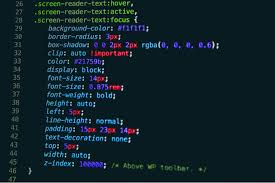 26 .screen-reader-text:hover,
27 .screen-reader-text:active,
28 .screen-reader-text:focus {
29 background-color: #f1f1f1;
30 border-radius: 3px;
31 box-shadow: 0 0 2px 2px rgba(0, 0, 0, 0.6);
32 clip: auto !important;
33 color: #21759b;
34 display: block;
35 font-size: 14px;
36 font-size: 0.875rem;
37 font-weight: bold;
38 height: auto;
39 left: 5px;
40 line-height: normal;
41 padding: 15px 23px 14px;
42 text-decoration: none;
43 top: 5px;
44 width: auto;
45 z-index: 100000; /* Above WP toolbar. */
46 }